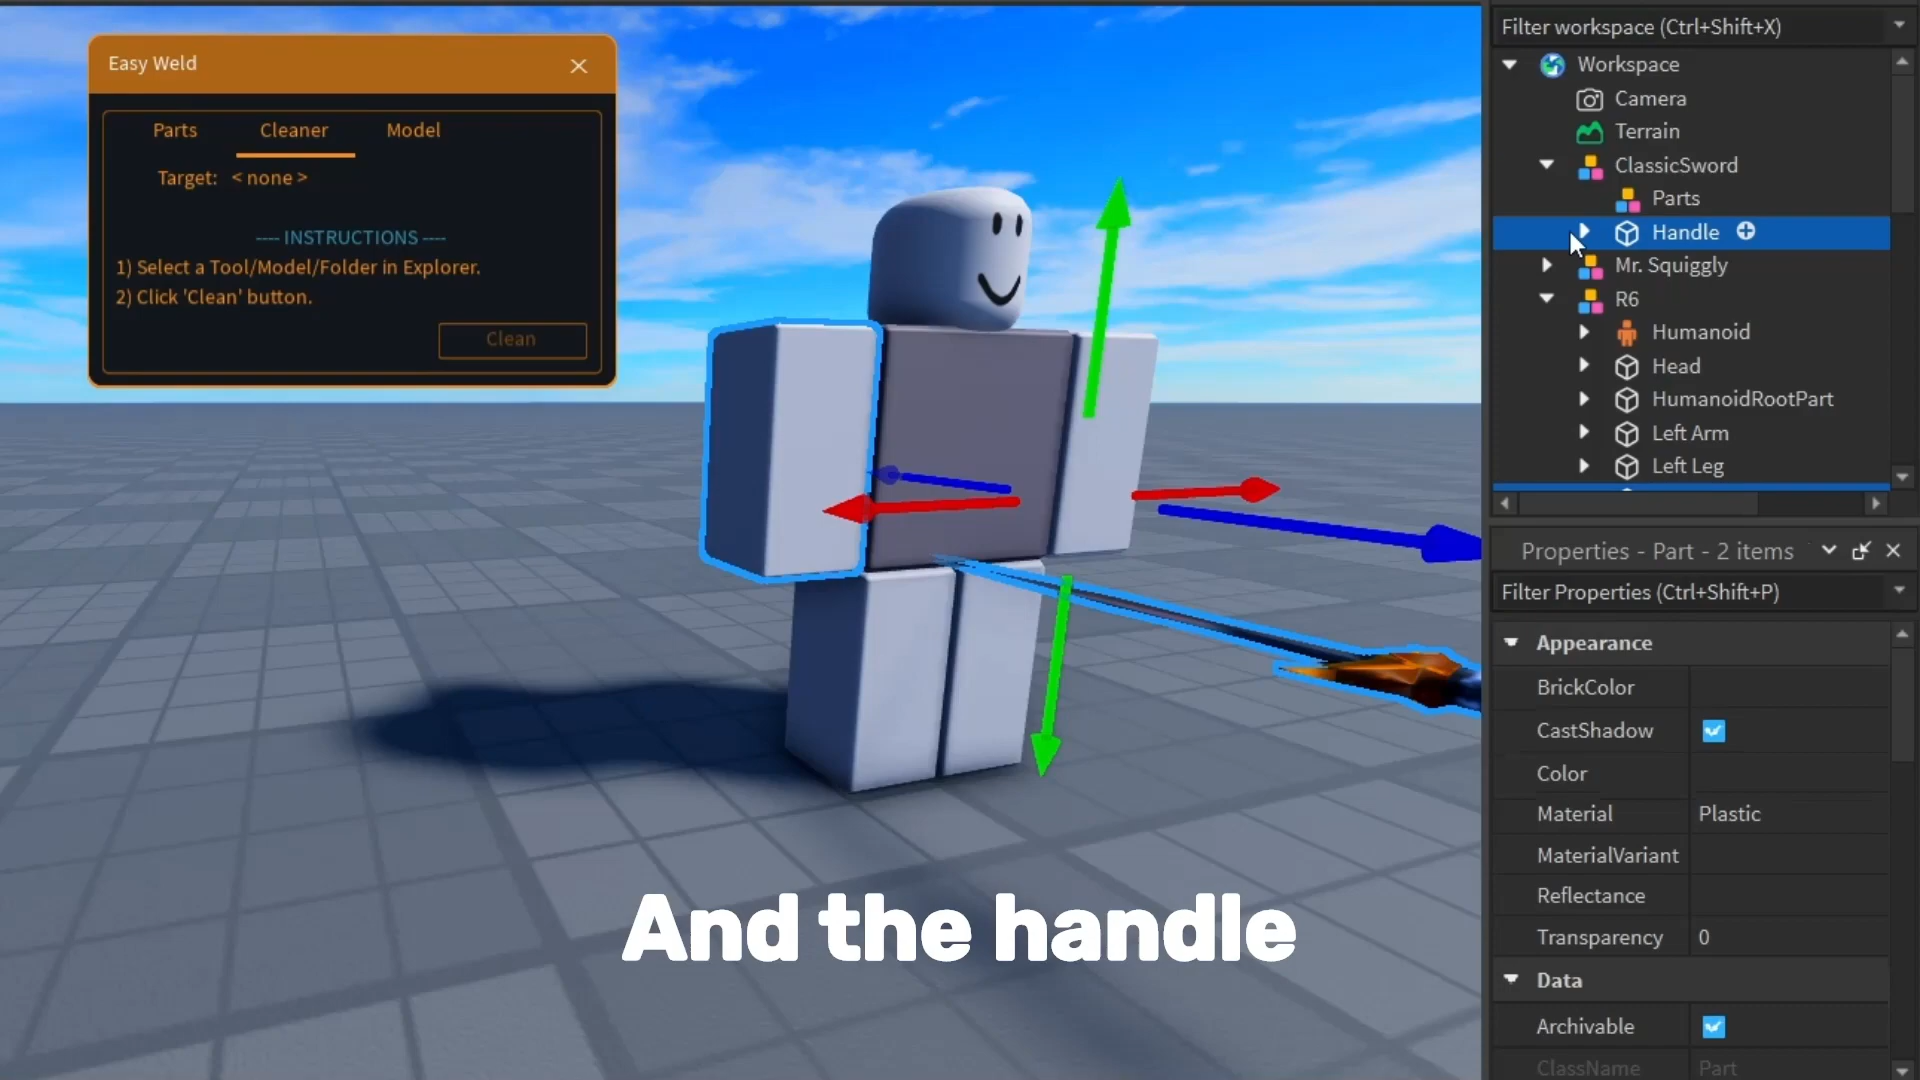 Easy Weld
Parts Cleaner Model
Target: < none >
---- INSTRUCTIONS ----
1) Select a Tool/Model/Folder in Explorer.
2) Click 'Clean' button.
Clean
And the handle
Filter workspace (Ctrl+Shift+X)
Workspace
Camera
Terrain
ClassicSword
Parts
Handle
Mr. Squiggly
R6
Humanoid
Head
HumanoidRootPart
Left Arm
Left Leg
Properties - Part - 2 items
Filter Properties (Ctrl+Shift+P)
Appearance
BrickColor
CastShadow
Color
Material Plastic
MaterialVariant
Reflectance
Transparency 0
Data
Archivable
ClassName Part